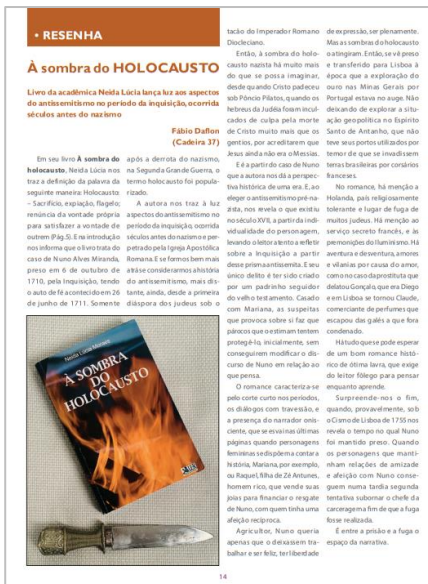 • RESENHA
À sombra do HOLOCAUSTO
Livro da acadêmica Neida Lúcia lança luz aos aspectos
do antissemitismo no período da inquisição, ocorrida
séculos antes do nazismo
Fábio Daflon
(Cadeira 37)
Em seu livro À sombra do
holocausto, Neida Lúcia nos
traz a definição da palavra da
seguinte maneira: Holocausto
– Sacrifício, expiação, flagelo;
renúncia da vontade própria
para satisfazer a vontade de
outrem (Pág.5). E na introdução
nos informa que o livro trata do
caso de Nuno Alves Miranda,
preso em 6 de outubro de
1710, pela Inquisição, tendo
o auto de fé acontecido em 26
de junho de 1711. Somente
após a derrota do nazismo,
na Segunda Grande Guerra, o
termo holocausto foi popula-
rizado.
A autora nos traz à luz
aspectos do antissemitismo no
período da inquisição, ocorrida
séculos antes do nazismo e per-
petrado pela Igreja Apostólica
Romana. E se formos bem mais
atrás e considerarmos a história
do antissemitismo, mais dis-
tante, ainda, desde a primeira
diáspora dos judeus sob o
tacão do Imperador Romano
Diocleciano.
Então, à sombra do holo-
causto nazista há muito mais
do que se possa imaginar,
desde quando Cristo padeceu
sob Pôncio Pilatos, quando os
hebreus da Judéia foram incul-
cados de culpa pela morte
de Cristo muito mais que os
gentios, por acreditarem que
Jesus ainda não era o Messias.
E é a partir do caso de Nuno
que a autora nos dá a perspec-
tiva histórica de uma era. E, ao
eleger o antissemitismo pré-na-
zista, nos revela o que existiu
no século XVII, a partir da indi-
vidualidade do personagem,
levando o leitor atento a refletir
sobre a Inquisição a partir
desse prisma antissemita. E seu
único delito é ter sido criado
por um padrinho seguidor
do velho testamento. Casado
com Mariana, as suspeitas
que provoca sobre si faz que
párocos que o estimam tentem
protegê-lo, inicialmente, sem
conseguirem modificar o dis-
curso de Nuno em relação ao
que pensa.
O romance caracteriza-se
pelo corte curto nos períodos,
os diálogos com travessão, e
a presença do narrador onis-
ciente, que se esvai nas últimas
páginas quando personagens
femininas se dispõem a contar a
história, Mariana, por exemplo,
ou Raquel, filha de Zé Antunes,
homem rico, que vende suas
joias para financiar o resgate
de Nuno, com quem tinha uma
afeição recíproca.
Agricultor, Nuno queria
apenas que o deixassem tra-
balhar e ser feliz, ter liberdade
de expressão, ser plenamente.
Mas as sombras do holocausto
o atingiram. Então, se vê preso
e transferido para Lisboa à
época que a exploração do
ouro nas Minas Gerais por
Portugal estava no auge. Não
deixando de explorar a situ-
ação geopolítica no Espírito
Santo de Antanho, que não
teve seus portos utilizados por
temor de que se invadissem
terras brasileiras por corsários
franceses.
No romance, há menção a
Holanda, país religiosamente
tolerante e lugar de fuga de
muitos judeus. Há menção ao
serviço secreto francês, e às
premonições do Iluminismo. Há
aventura e desventura, amores
e vilanias por causa do amor,
como no caso da prostituta que
delatou Gonçalo, que era Diego
e em Lisboa se tornou Claude,
comerciante de perfumes que
escapou das galés a que fora
condenado.
Há tudo que se pode esperar
de um bom romance histó-
rico de ótima lavra, que exige
do leitor fôlego para pensar
enquanto aprende.
Surpreende-nos o fim,
quando, provavelmente, sob
o Cismo de Lisboa de 1755 nos
revela o tempo no qual Nuno
foi mantido preso. Quando
os personagens que manti-
nham relações de amizade
e afeição com Nuno conse-
guem numa tardia segunda
tentativa subornar o chefe da
carceragem a fim de que a fuga
fosse realizada.
É entre a prisão e a fuga o
espaço da narrativa.
Neida Lúcia Moraes
À SOMBRA
DO
HOLOCAUSTO
14